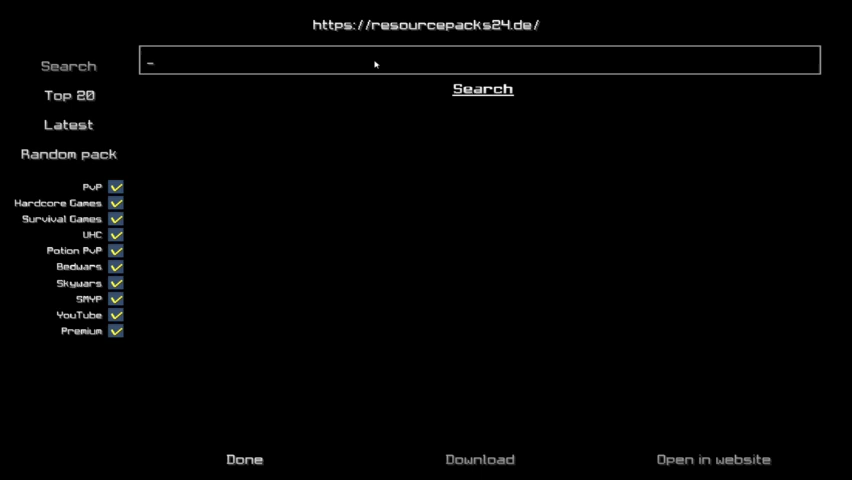 https://resourcepacks24.de/
_
Search
Search
Top 20
Latest
Random pack
PvP
Hardcore Games
Survival Games
UHC
Potion PvP
Bedwars
Skywars
SMVP
YouTube
Premium
Done
Download
Open in website